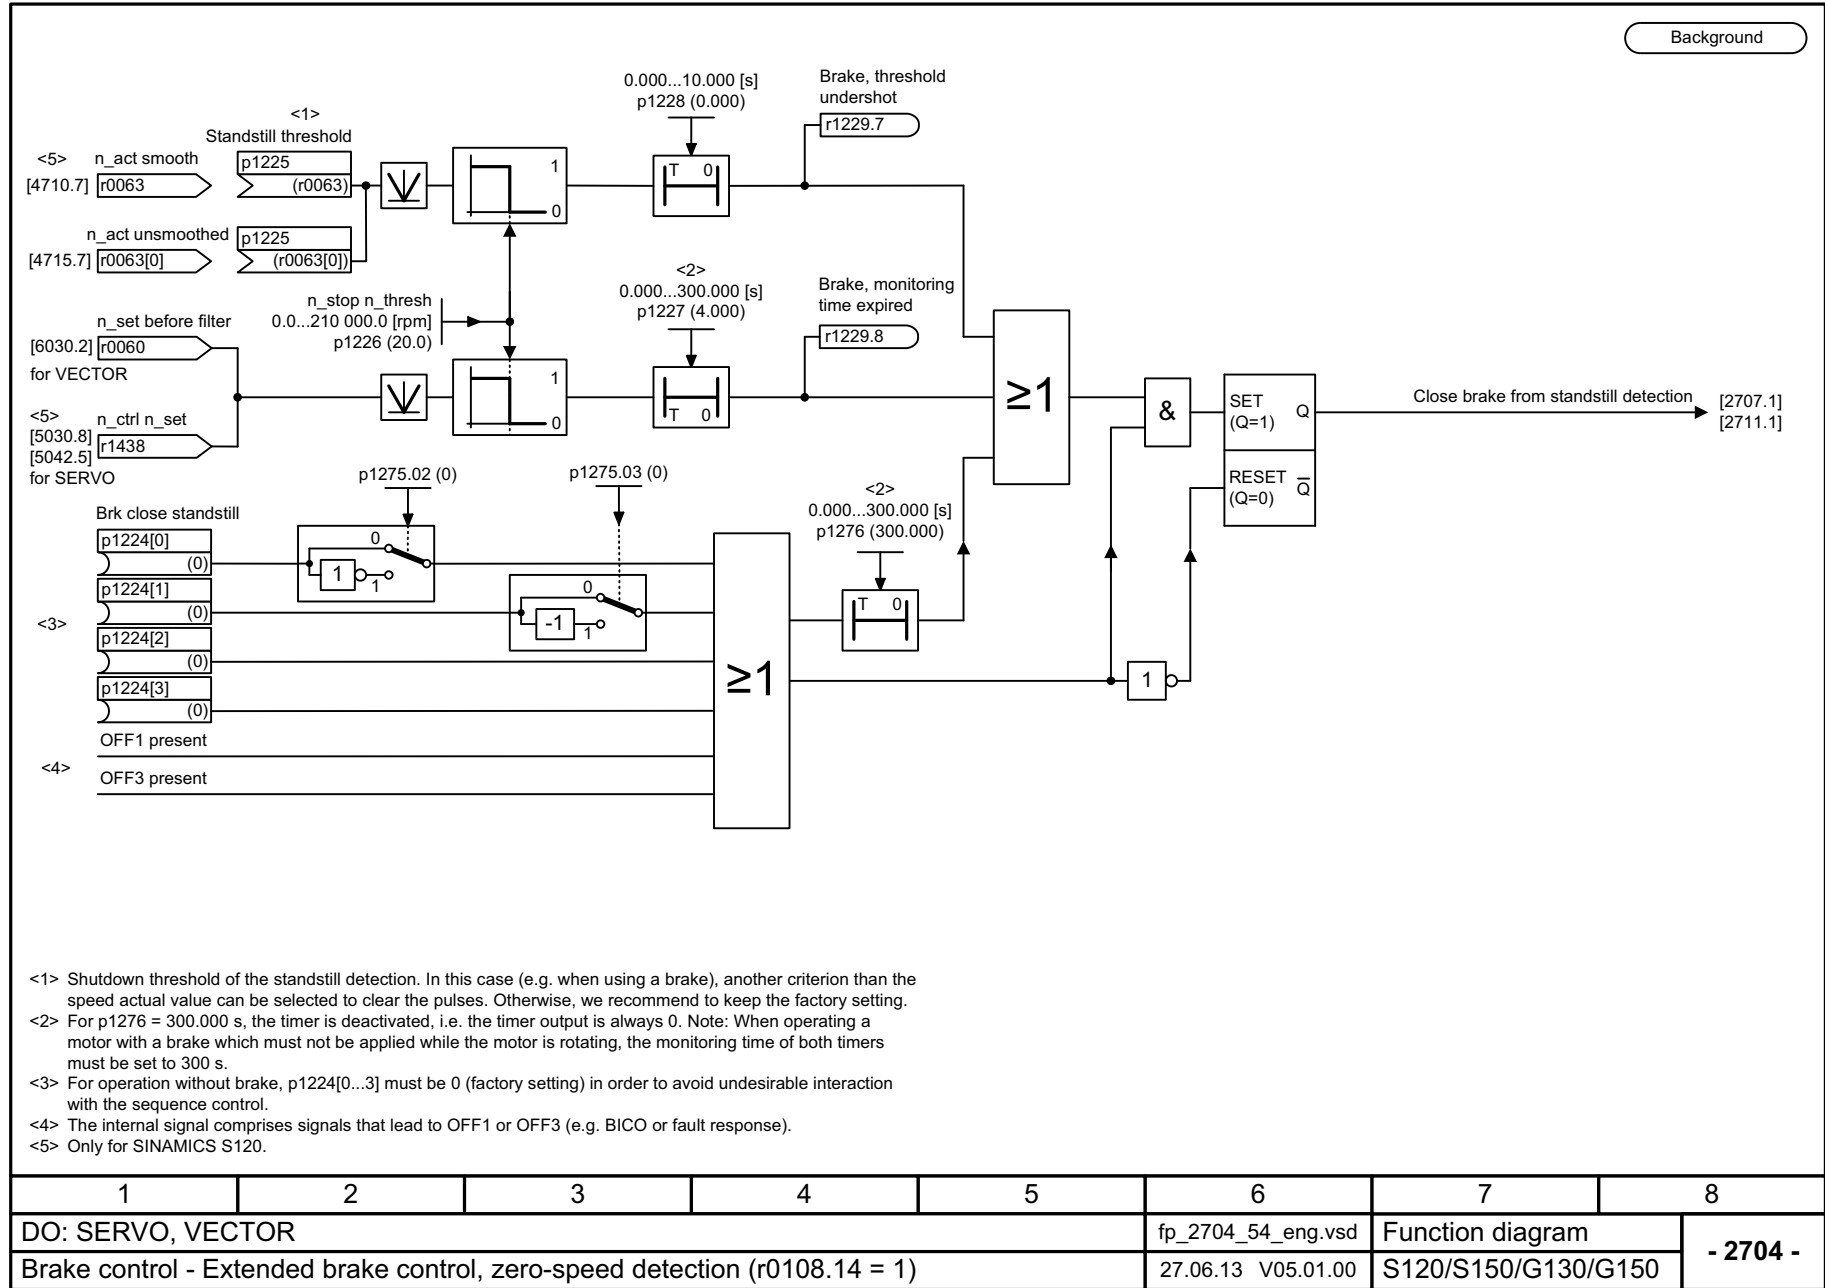 Background
0.000...10.000 [s]
p1228 (0.000)
Brake, threshold
undershot
r1229.7
<1>
Standstill threshold
<5> n_act smooth
p1225
[4710.7] r0063
(r0063)
1
0
T 0
n_act unsmoothed
p1225
[4715.7] r0063[0]
(r0063[0])
<2>
0.000...300.000 [s]
p1227 (4.000)
Brake, monitoring
time expired
r1229.8
n_stop n_thresh
0.0...210 000.0 [rpm]
p1226 (20.0)
n_set before filter
[6030.2] r0060
for VECTOR
1
0
T 0
≥1
&
SET
(Q=1)
Q
RESET
(Q=0)
Q̅
Close brake from standstill detection
[2707.1]
[2711.1]
<5>
[5030.8]
[5042.5]
n_ctrl n_set
r1438
for SERVO
p1275.02 (0)
p1275.03 (0)
<2>
0.000...300.000 [s]
p1276 (300.000)
Brk close standstill
p1224[0]
(0)
0
1
1
p1224[1]
(0)
0
-1
1
T 0
<3>
p1224[2]
(0)
≥1
1
p1224[3]
(0)
OFF1 present
<4>
OFF3 present
<1> Shutdown threshold of the standstill detection. In this case (e.g. when using a brake), another criterion than the
speed actual value can be selected to clear the pulses. Otherwise, we recommend to keep the factory setting.
<2> For p1276 = 300.000 s, the timer is deactivated, i.e. the timer output is always 0. Note: When operating a
motor with a brake which must not be applied while the motor is rotating, the monitoring time of both timers
must be set to 300 s.
<3> For operation without brake, p1224[0...3] must be 0 (factory setting) in order to avoid undesirable interaction
with the sequence control.
<4> The internal signal comprises signals that lead to OFF1 or OFF3 (e.g. BICO or fault response).
<5> Only for SINAMICS S120.
1 2 3 4 5 6 7 8
DO: SERVO, VECTOR
fp_2704_54_eng.vsd
Function diagram
- 2704 -
Brake control - Extended brake control, zero-speed detection (r0108.14 = 1)
27.06.13 V05.01.00
S120/S150/G130/G150